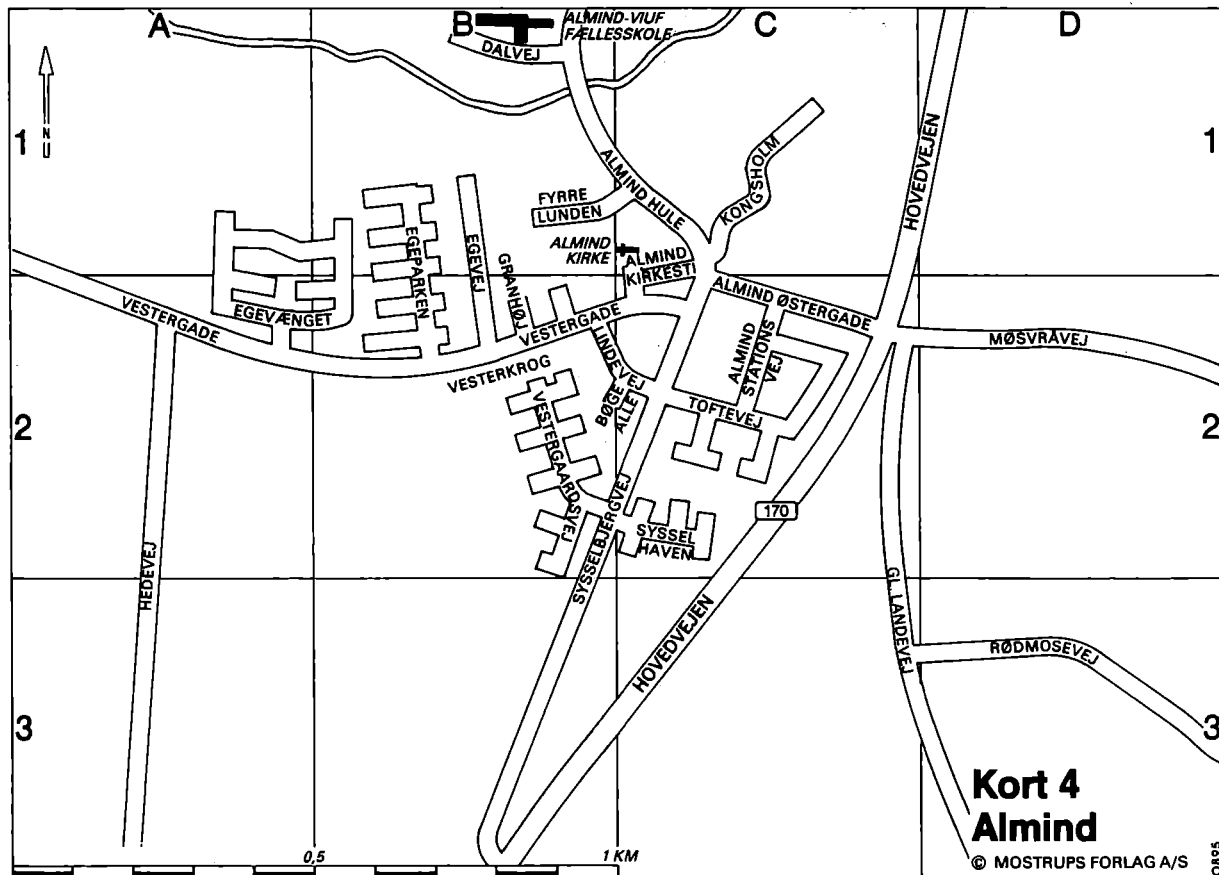 A
B
C
D
ALMIND-VIUF
FÆLLESSKOLE
DALVEJ
N
1
1
HOVEDVEJEN
KONGSHOLM
ALMIND HULE
FYRRE
LUNDEN
ALMIND
KIRKE
ALMIND
KIRKESTI
EGEPARKEN
EGEVEJ
GRANHØJ
VESTERGADE
EGEVÆNGET
VESTERGADE
ALMIND ØSTERGADE
MØSVRÅVEJ
VESTERKROG
LINDEVEJ
BØGE
ALLE
ALMIND
STATIONS
VEJ
TOFTEVEJ
2
2
VESTERGAARDSVEJ
170
SYSSEL
HAVEN
SYSSELBJERGVEJ
HEDEVEJ
HOVEDVEJEN
GL. LANDEVEJ
RØDMOSEVEJ
3
3
Kort 4
Almind
© MOSTRUPS FORLAG A/S
0895
0,5
1 KM